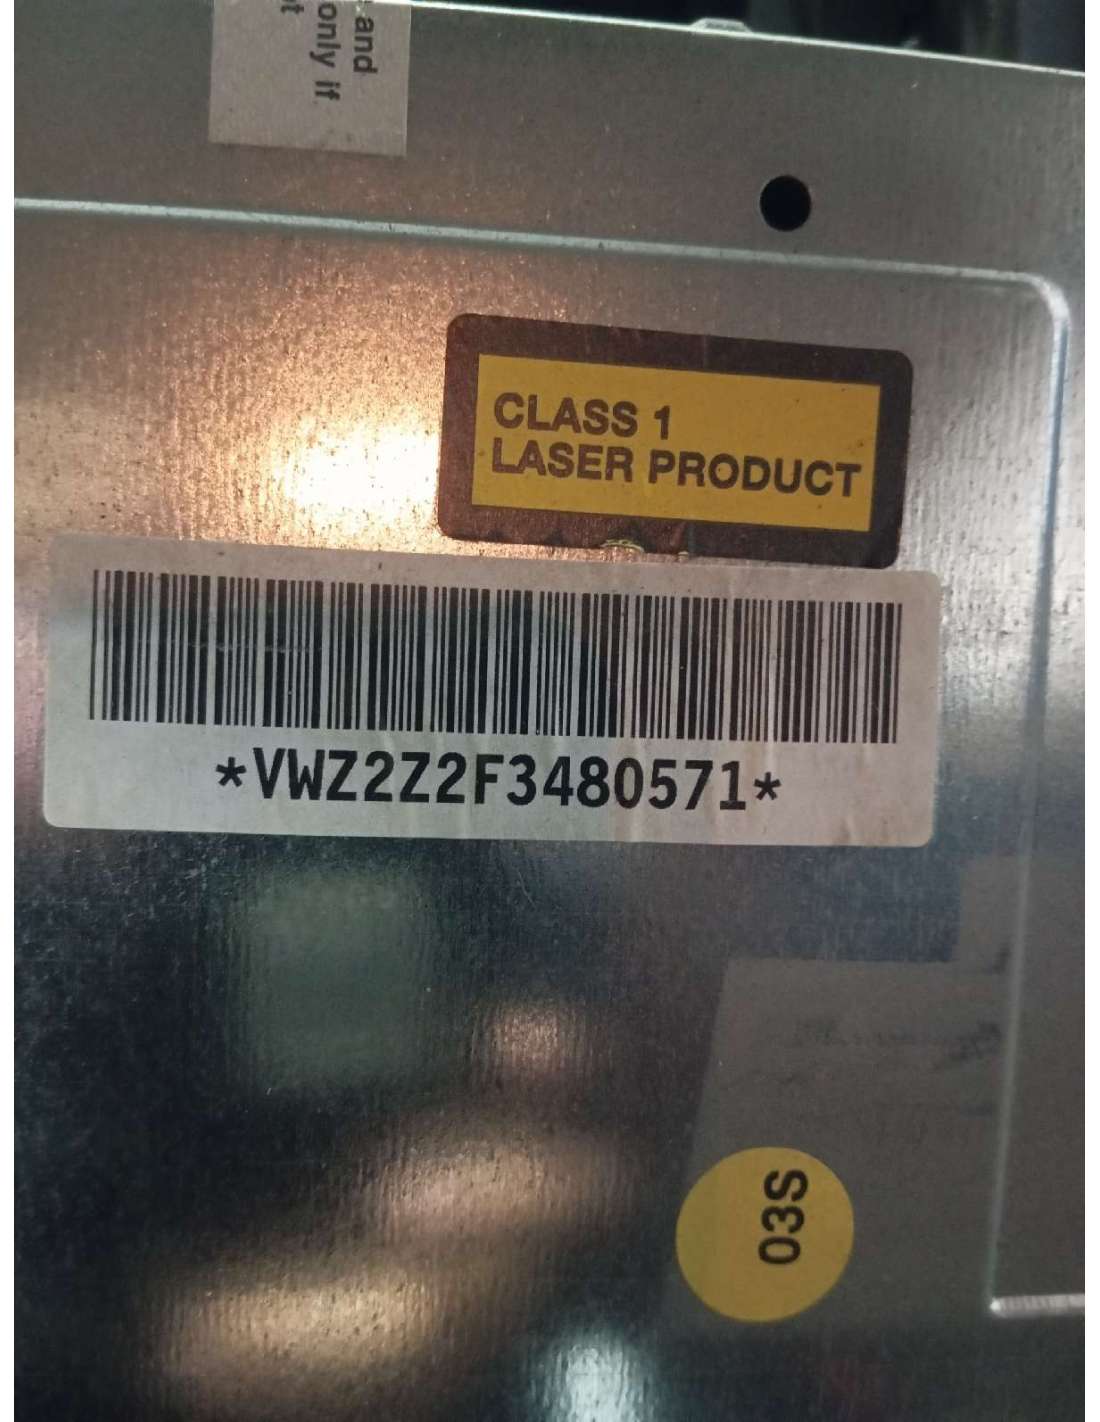 and
only if
CLASS 1
LASER PRODUCT
*VWZ2Z2F3480571*
03S